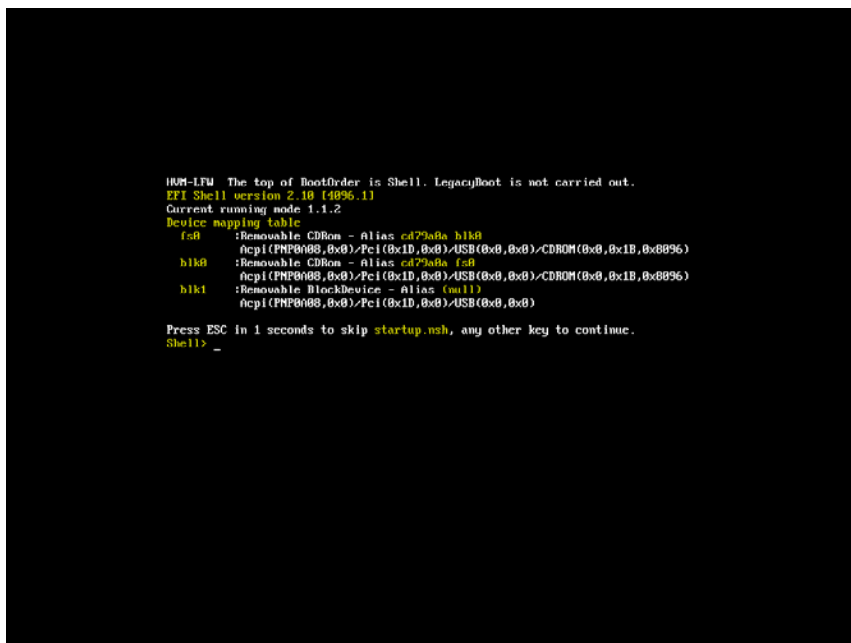 HVM-LFW  The top of BootOrder is Shell. LegacyBoot is not carried out.
EFI Shell version 2.10 [4096.1]
Current running mode 1.1.2
Device mapping table
fs0 :Removable CDRom - Alias cd79a0a blk0
Acpi(PNP0A08,0x0)/Pci(0x1D,0x0)/USB(0x0,0x0)/CDROM(0x0,0x1B,0x8096)
blk0 :Removable CDRom - Alias cd79a0a fs0
Acpi(PNP0A08,0x0)/Pci(0x1D,0x0)/USB(0x0,0x0)/CDROM(0x0,0x1B,0x8096)
blk1 :Removable BlockDevice - Alias (null)
Acpi(PNP0A08,0x0)/Pci(0x1D,0x0)/USB(0x0,0x0)
Press ESC in 1 seconds to skip startup.nsh, any other key to continue.
Shell> _